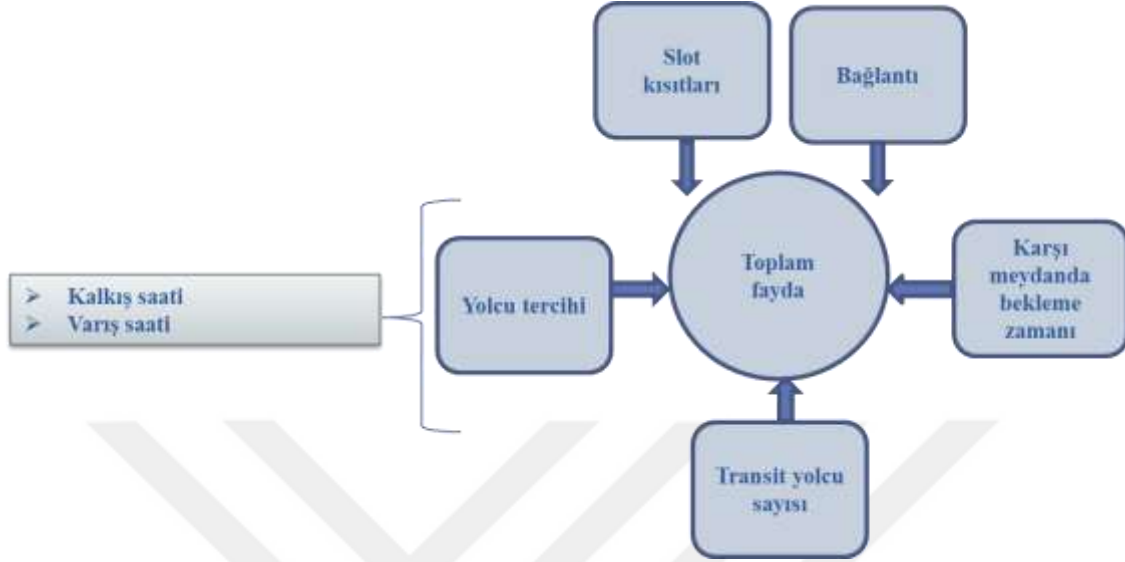 Slot
kısıtları
Bağlantı
Kalkış saati
Varış saati
Yolcu tercihi
Toplam
fayda
Karşı
meydanda
bekleme
zamanı
Transit yolcu
sayısı